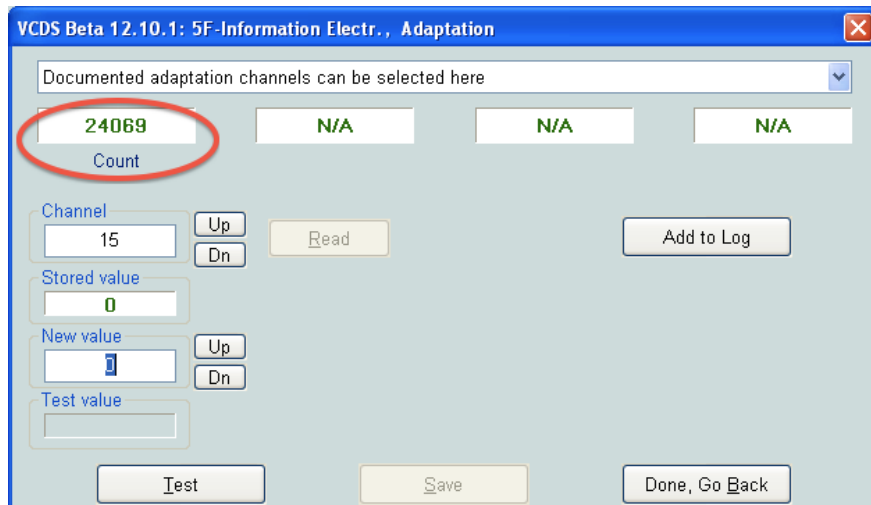 VCDS Beta 12.10.1: 5F-Information Electr., Adaptation
Documented adaptation channels can be selected here
24069 N/A N/A N/A
Count
Channel
15 Up Read Add to Log
Dn
Stored value
0
New value
0 Up
Dn
Test value
Test Save Done, Go Back